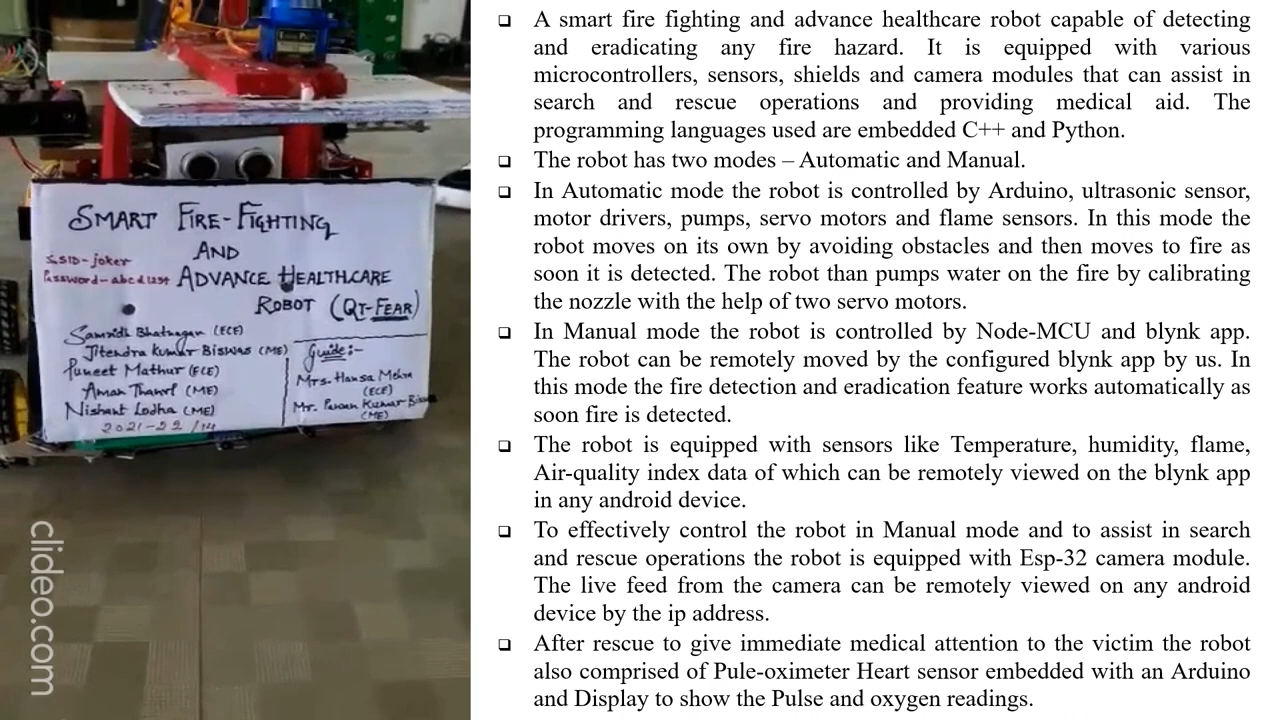 SMART FIRE-FIGHTING
AND
SSID-joker
Password-abcd1234
ADVANCE HEALTHCARE
ROBOT (QT-FEAR)
Samridh Bhatnagar (ECE)
Jitendra Kumar Biswas (ME)
Puneet Mathur (ECE)
Aman Thanvi (ME)
Nishant Lodha (ME)
2021-22
Guide:-
Mrs. Hansa Mehra
(ECE)
Mr. Pawan Kumar
(ME)
clideo.com
❑ A smart fire fighting and advance healthcare robot capable of detecting
and eradicating any fire hazard. It is equipped with various
microcontrollers, sensors, shields and camera modules that can assist in
search and rescue operations and providing medical aid. The
programming languages used are embedded C++ and Python.
❑ The robot has two modes – Automatic and Manual.
❑ In Automatic mode the robot is controlled by Arduino, ultrasonic sensor,
motor drivers, pumps, servo motors and flame sensors. In this mode the
robot moves on its own by avoiding obstacles and then moves to fire as
soon it is detected. The robot than pumps water on the fire by calibrating
the nozzle with the help of two servo motors.
❑ In Manual mode the robot is controlled by Node-MCU and blynk app.
The robot can be remotely moved by the configured blynk app by us. In
this mode the fire detection and eradication feature works automatically as
soon fire is detected.
❑ The robot is equipped with sensors like Temperature, humidity, flame,
Air-quality index data of which can be remotely viewed on the blynk app
in any android device.
❑ To effectively control the robot in Manual mode and to assist in search
and rescue operations the robot is equipped with Esp-32 camera module.
The live feed from the camera can be remotely viewed on any android
device by the ip address.
❑ After rescue to give immediate medical attention to the victim the robot
also comprised of Pule-oximeter Heart sensor embedded with an Arduino
and Display to show the Pulse and oxygen readings.